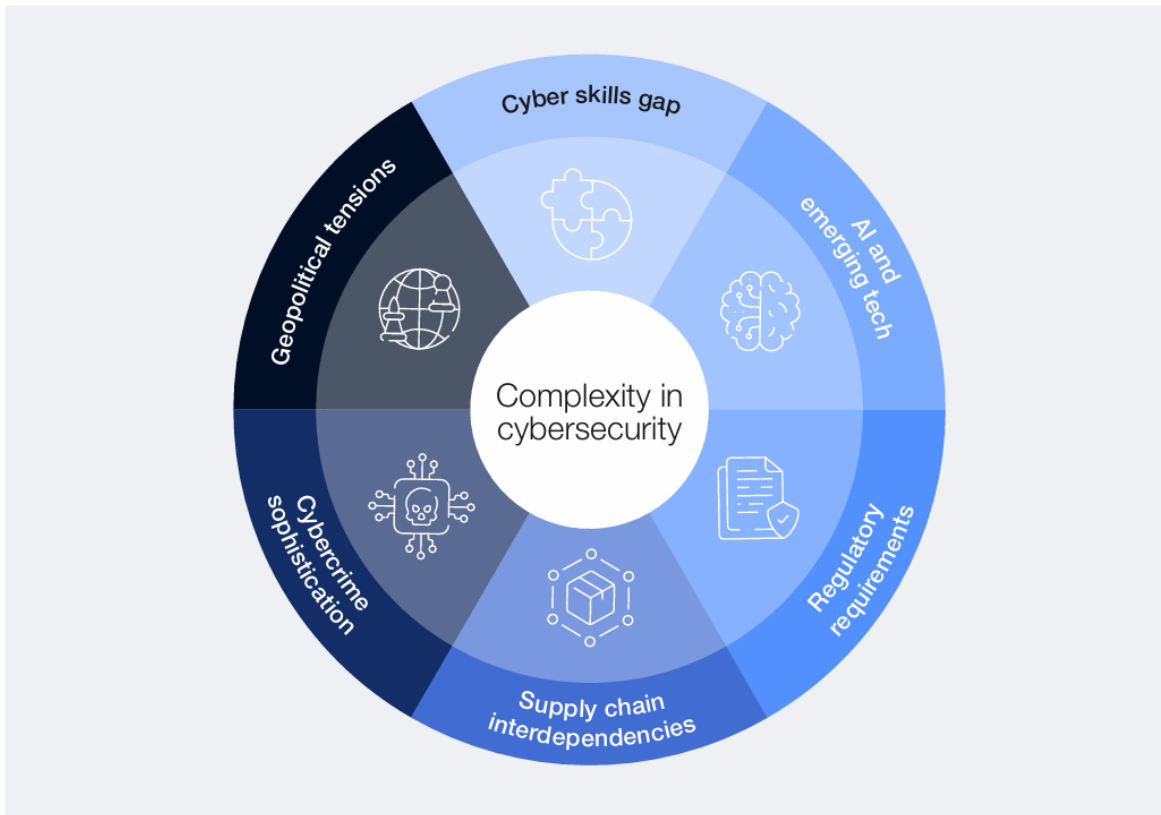 Cyber skills gap
AI and
emerging tech
Regulatory
requirements
Supply chain
interdependencies
Cybercrime
sophistication
Geopolitical tensions
Complexity in
cybersecurity